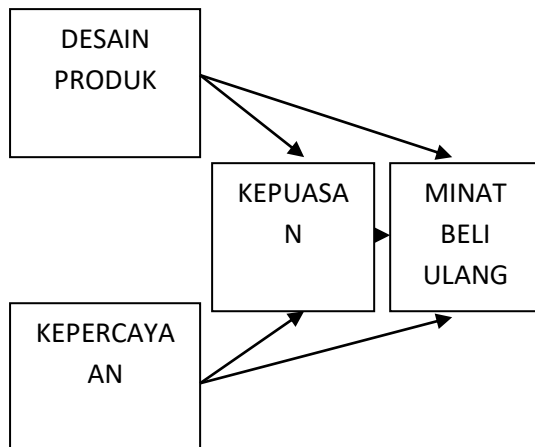 DESAIN
PRODUK
KEPUASA
N
MINAT
BELI
ULANG
KEPERCAYA
AN